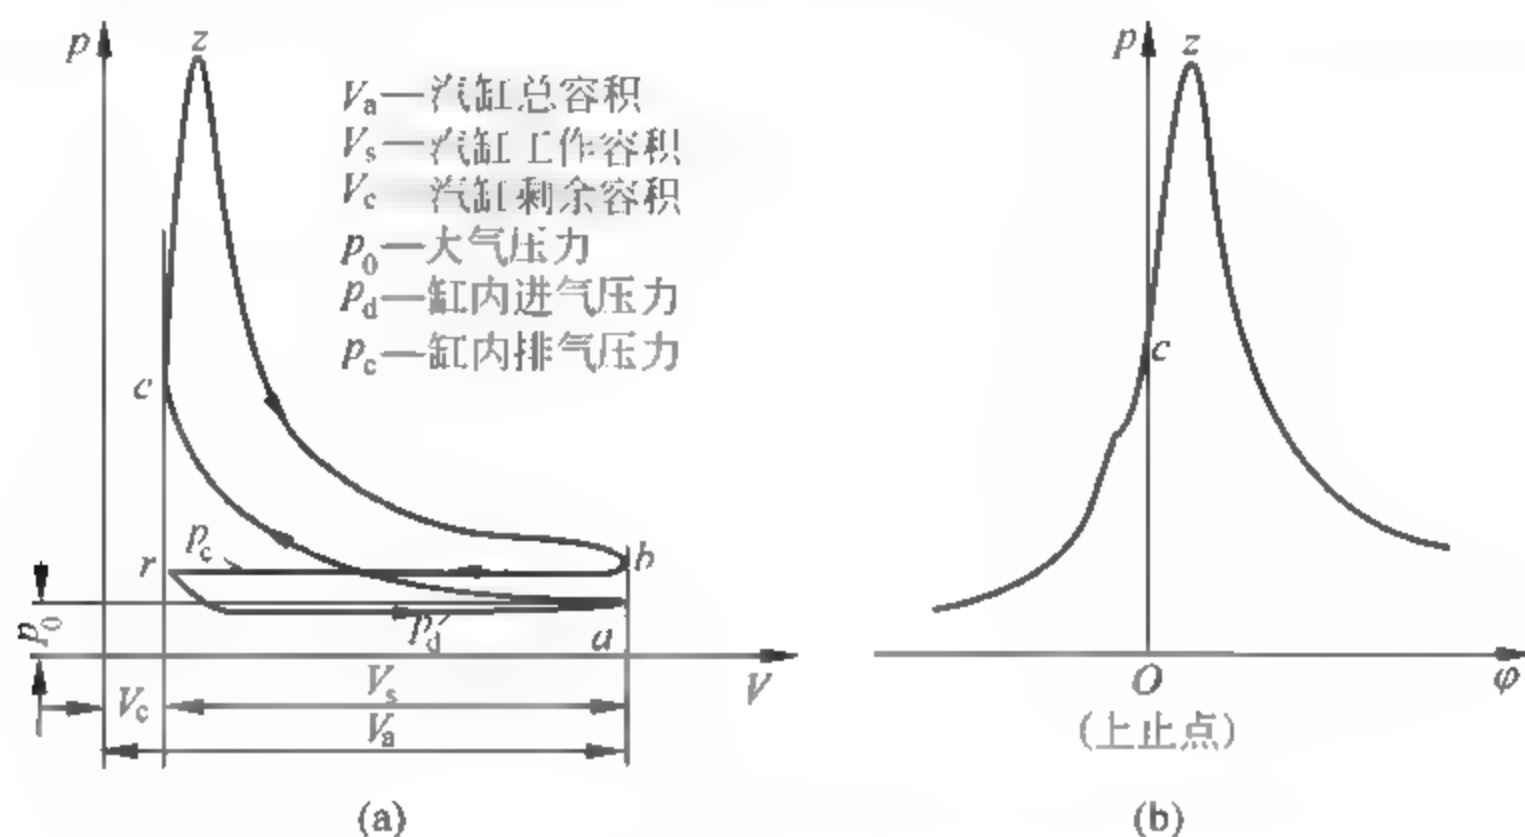 p
z
Va—汽缸总容积
Vs—汽缸工作容积
Vc—汽缸剩余容积
p0—大气压力
pd—缸内进气压力
pc—缸内排气压力
c
r
pc
b
p0
pd
a
V
Vc
Vs
Va
(a)
p
z
c
O
φ
(上止点)
(b)